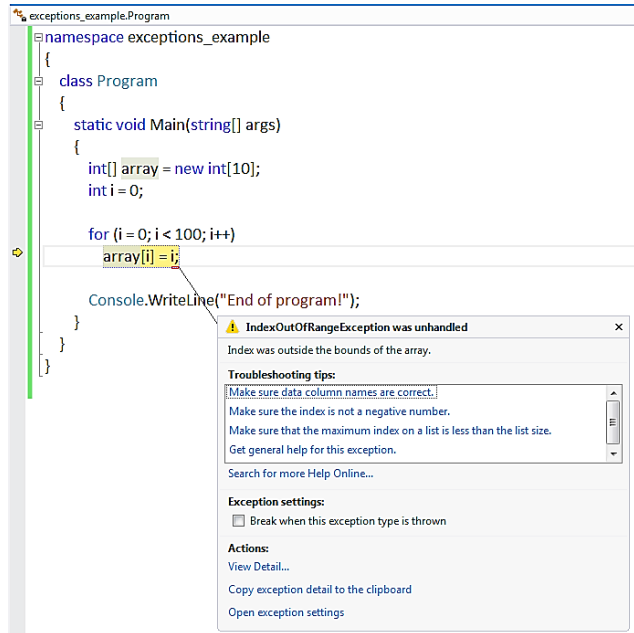 exceptions_example.Program
namespace exceptions_example
{
class Program
{
static void Main(string[] args)
{
int[] array = new int[10];
int i = 0;
for (i = 0; i < 100; i++)
array[i] = i;
Console.WriteLine("End of program!");
}
}
}
IndexOutOfRangeException was unhandled
Index was outside the bounds of the array.
Troubleshooting tips:
Make sure data column names are correct.
Make sure the index is not a negative number.
Make sure that the maximum index on a list is less than the list size.
Get general help for this exception.
Search for more Help Online...
Exception settings:
Break when this exception type is thrown
Actions:
View Detail...
Copy exception detail to the clipboard
Open exception settings